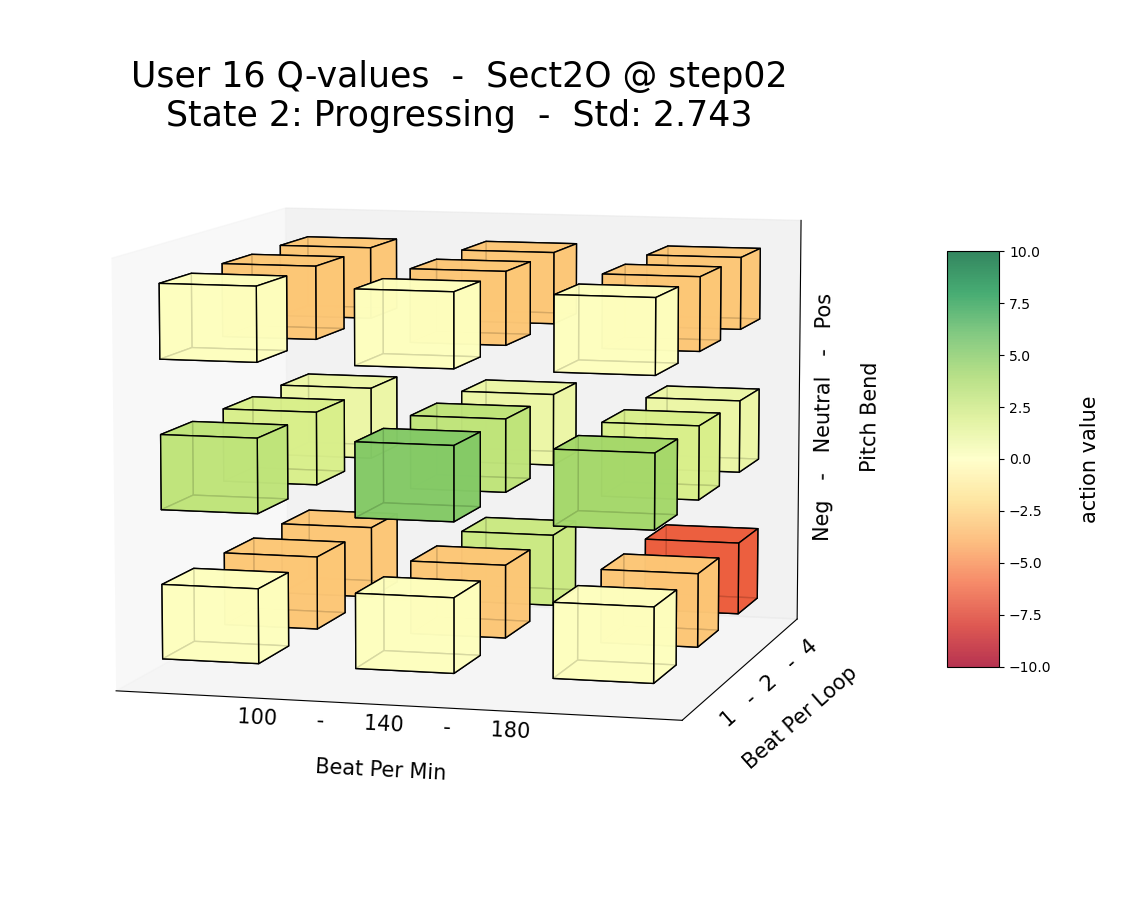 User 16 Q-values  -  Sect2O @ step02
State 2: Progressing  -  Std: 2.743
Neg  -  Neutral  -  Pos
Pitch Bend
1  -  2  -  4
Beat Per Loop
100  -  140  -  180
Beat Per Min
10.0
7.5
5.0
2.5
0.0
−2.5
−5.0
−7.5
−10.0
action value